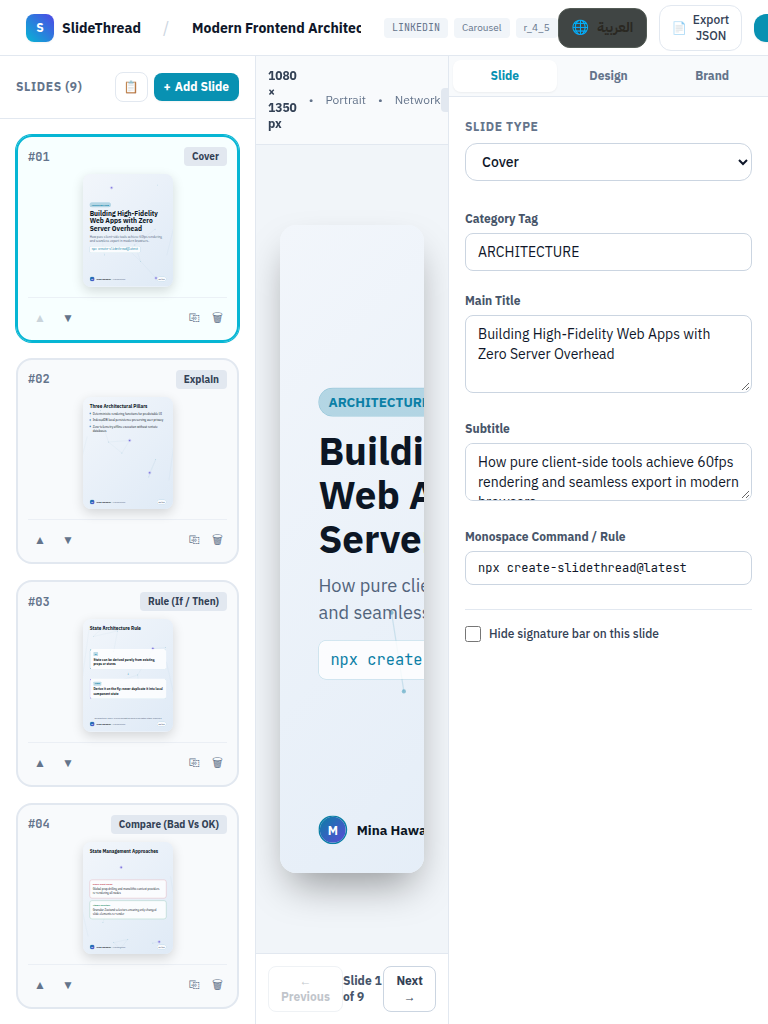 S SlideThread / Modern Frontend Architec LINKEDIN Carousel r_4_5 العربية Export JSON
SLIDES (9) + Add Slide
1080 × 1350 px • Portrait • Network
Slide Design Brand
#01 Cover
Building High-Fidelity
Web Apps with Zero
Server Overhead
#02 Explain
Three Architectural Pillars
#03 Rule (If / Then)
State Architecture Rule
#04 Compare (Bad Vs OK)
State Management Approaches
ARCHITECTURE
Buildi
Web A
Serve
How pure clie
and seamless
npx create
M Mina Hawa
← Previous
Slide 1 of 9
Next →
SLIDE TYPE
Cover
Category Tag
ARCHITECTURE
Main Title
Building High-Fidelity Web Apps with
Zero Server Overhead
Subtitle
How pure client-side tools achieve 60fps
rendering and seamless export in modern
browsers
Monospace Command / Rule
npx create-slidethread@latest
Hide signature bar on this slide